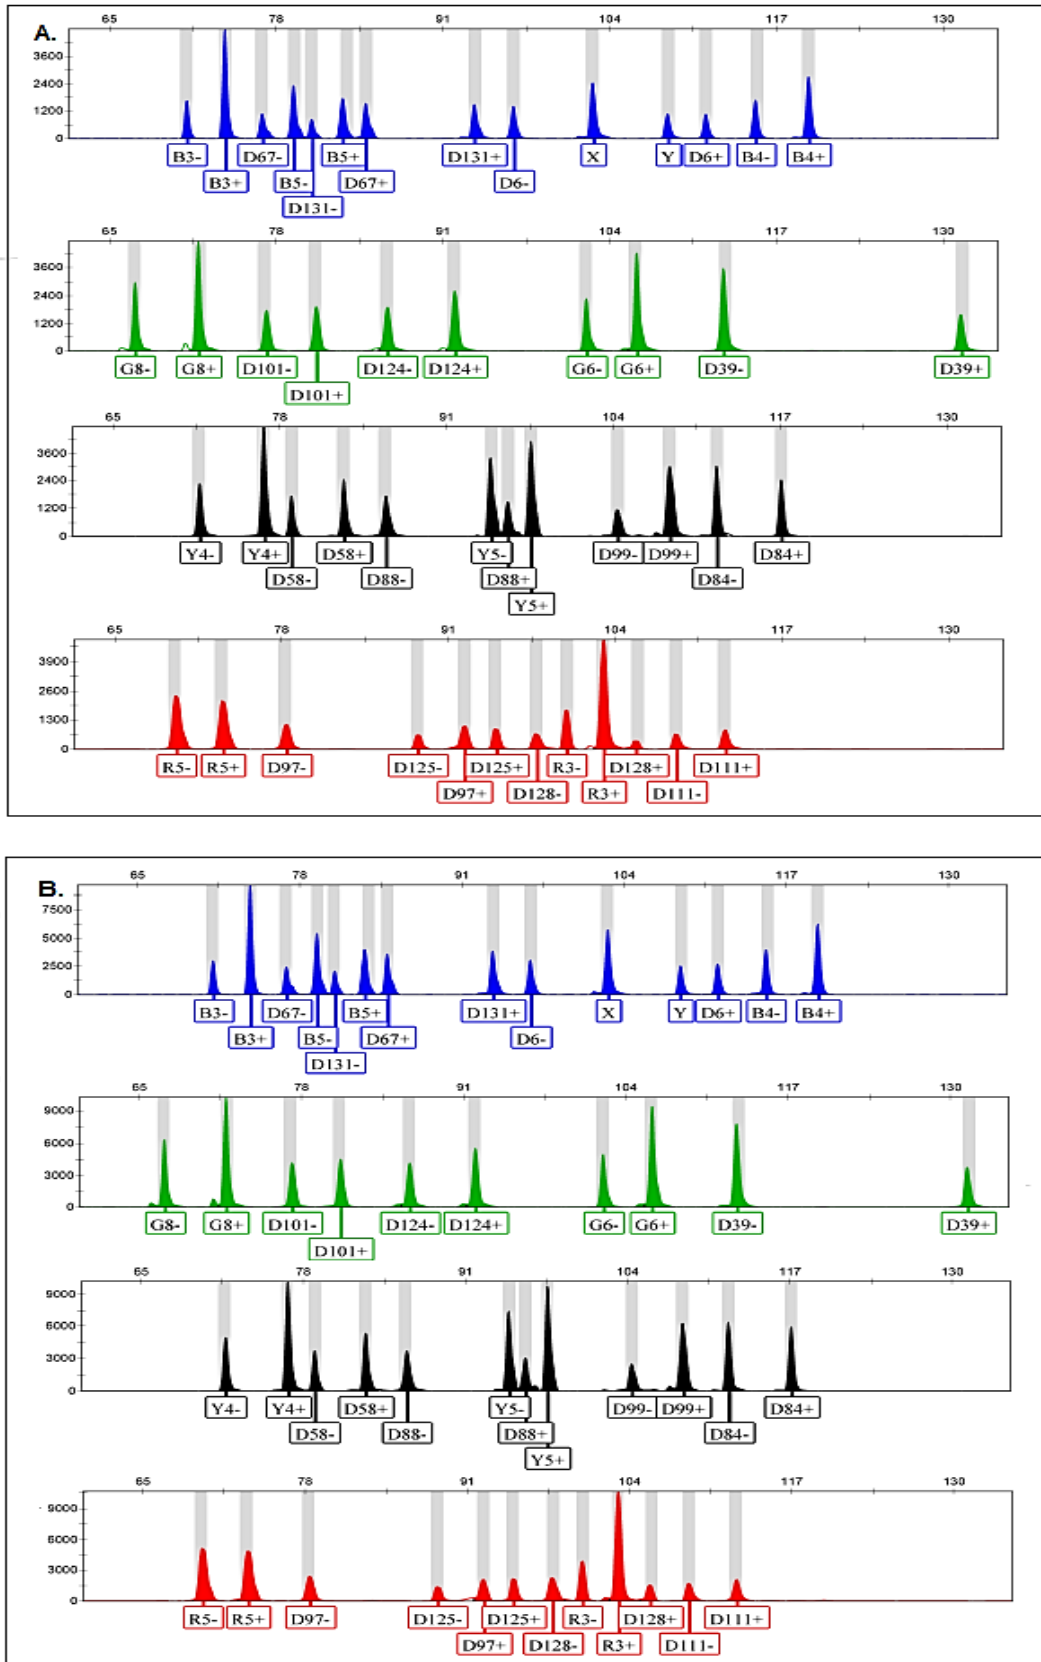 A.
65 78 91 104 117 130
3600
2400
1200
0
B3- D67- B5+ D131+ X Y D6+ B4- B4+
B3+ B5- D67+ D6-
D131-
65 78 91 104 117 130
3600
2400
1200
0
G8- G8+ D101- D124- D124+ G6- G6+ D39- D39+
D101+
65 78 91 104 117 130
3600
2400
1200
0
Y4- Y4+ D58+ Y5- D99- D99+ D84+
D58- D88- D88+ D84-
Y5+
65 78 91 104 117 130
3900
2600
1300
0
R5- R5+ D97- D125- D125+ R3- D128+ D111+
D97+ D128- R3+ D111-
B.
65 78 91 104 117 130
7500
5000
2500
0
B3- D67- B5+ D131+ X Y D6+ B4- B4+
B3+ B5- D67+ D6-
D131-
65 78 91 104 117 130
9000
6000
3000
0
G8- G8+ D101- D124- D124+ G6- G6+ D39- D39+
D101+
65 78 91 104 117 130
9000
6000
3000
0
Y4- Y4+ D58+ Y5- D99- D99+ D84+
D58- D88- D88+ D84-
Y5+
65 78 91 104 117 130
9000
6000
3000
0
R5- R5+ D97- D125- D125+ R3- D128+ D111+
D97+ D128- R3+ D111-